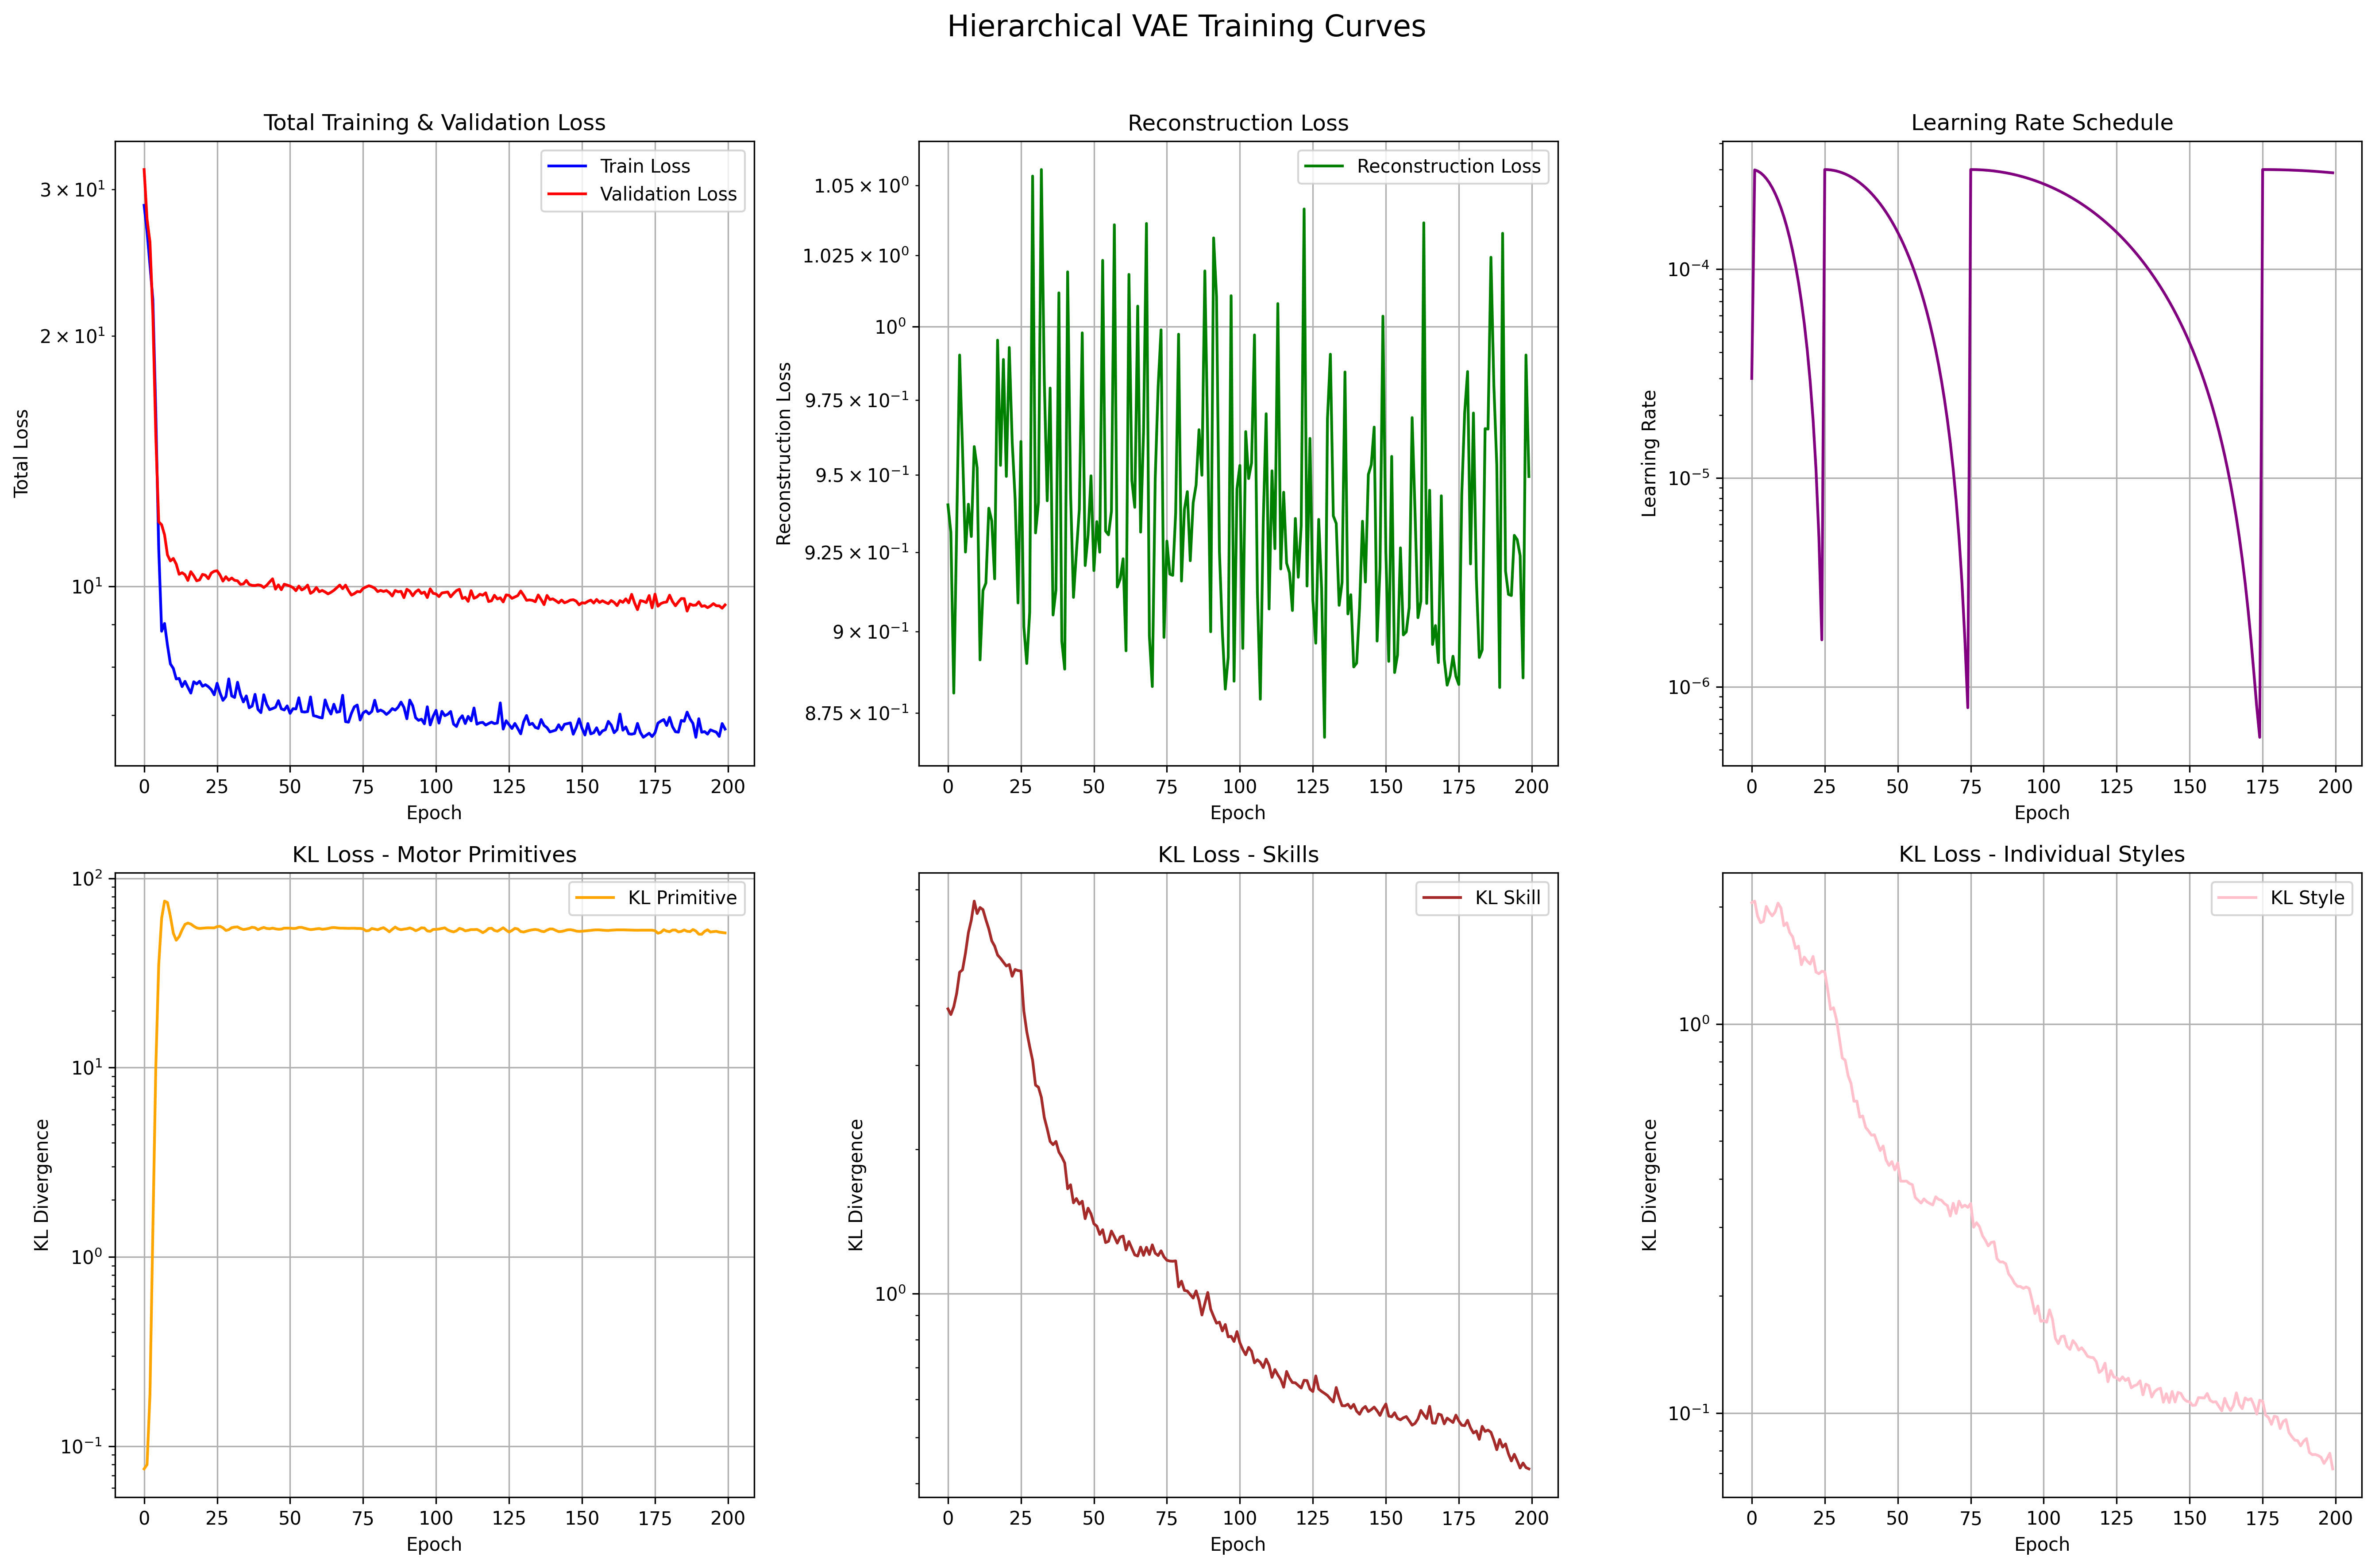 Hierarchical VAE Training Curves
Total Training & Validation Loss
Train Loss
Validation Loss
3 × 10¹
2 × 10¹
10¹
Total Loss
0 25 50 75 100 125 150 175 200
Epoch
Reconstruction Loss
Reconstruction Loss
1.05 × 10⁰
1.025 × 10⁰
10⁰
9.75 × 10⁻¹
9.5 × 10⁻¹
9.25 × 10⁻¹
9 × 10⁻¹
8.75 × 10⁻¹
Reconstruction Loss
0 25 50 75 100 125 150 175 200
Epoch
Learning Rate Schedule
10⁻⁴
10⁻⁵
10⁻⁶
Learning Rate
0 25 50 75 100 125 150 175 200
Epoch
KL Loss - Motor Primitives
KL Primitive
10²
10¹
10⁰
10⁻¹
KL Divergence
0 25 50 75 100 125 150 175 200
Epoch
KL Loss - Skills
KL Skill
10⁰
KL Divergence
0 25 50 75 100 125 150 175 200
Epoch
KL Loss - Individual Styles
KL Style
10⁰
10⁻¹
KL Divergence
0 25 50 75 100 125 150 175 200
Epoch